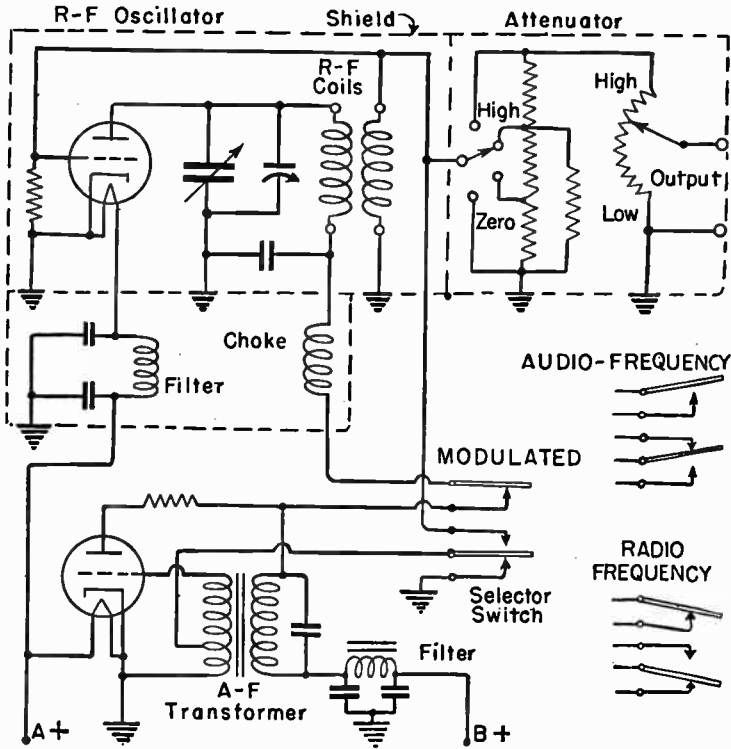 R-F Oscillator
Shield
Attenuator
R-F
Coils
High
High
Output
Zero
Low
Choke
Filter
AUDIO-FREQUENCY
MODULATED
RADIO
FREQUENCY
Selector
Switch
Filter
A-F
Transformer
A+
B+